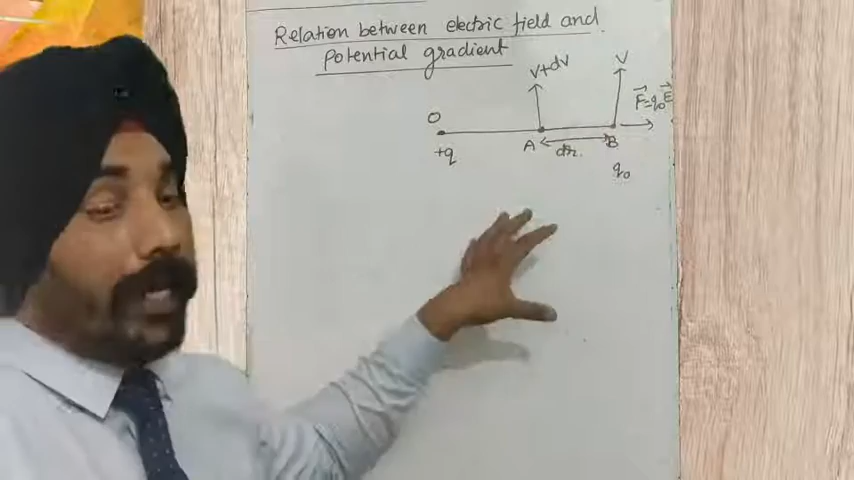 Relation between electric field and
Potential gradient
V+dV V
O F⃗=q₀E⃗
+q A dr. B
q₀